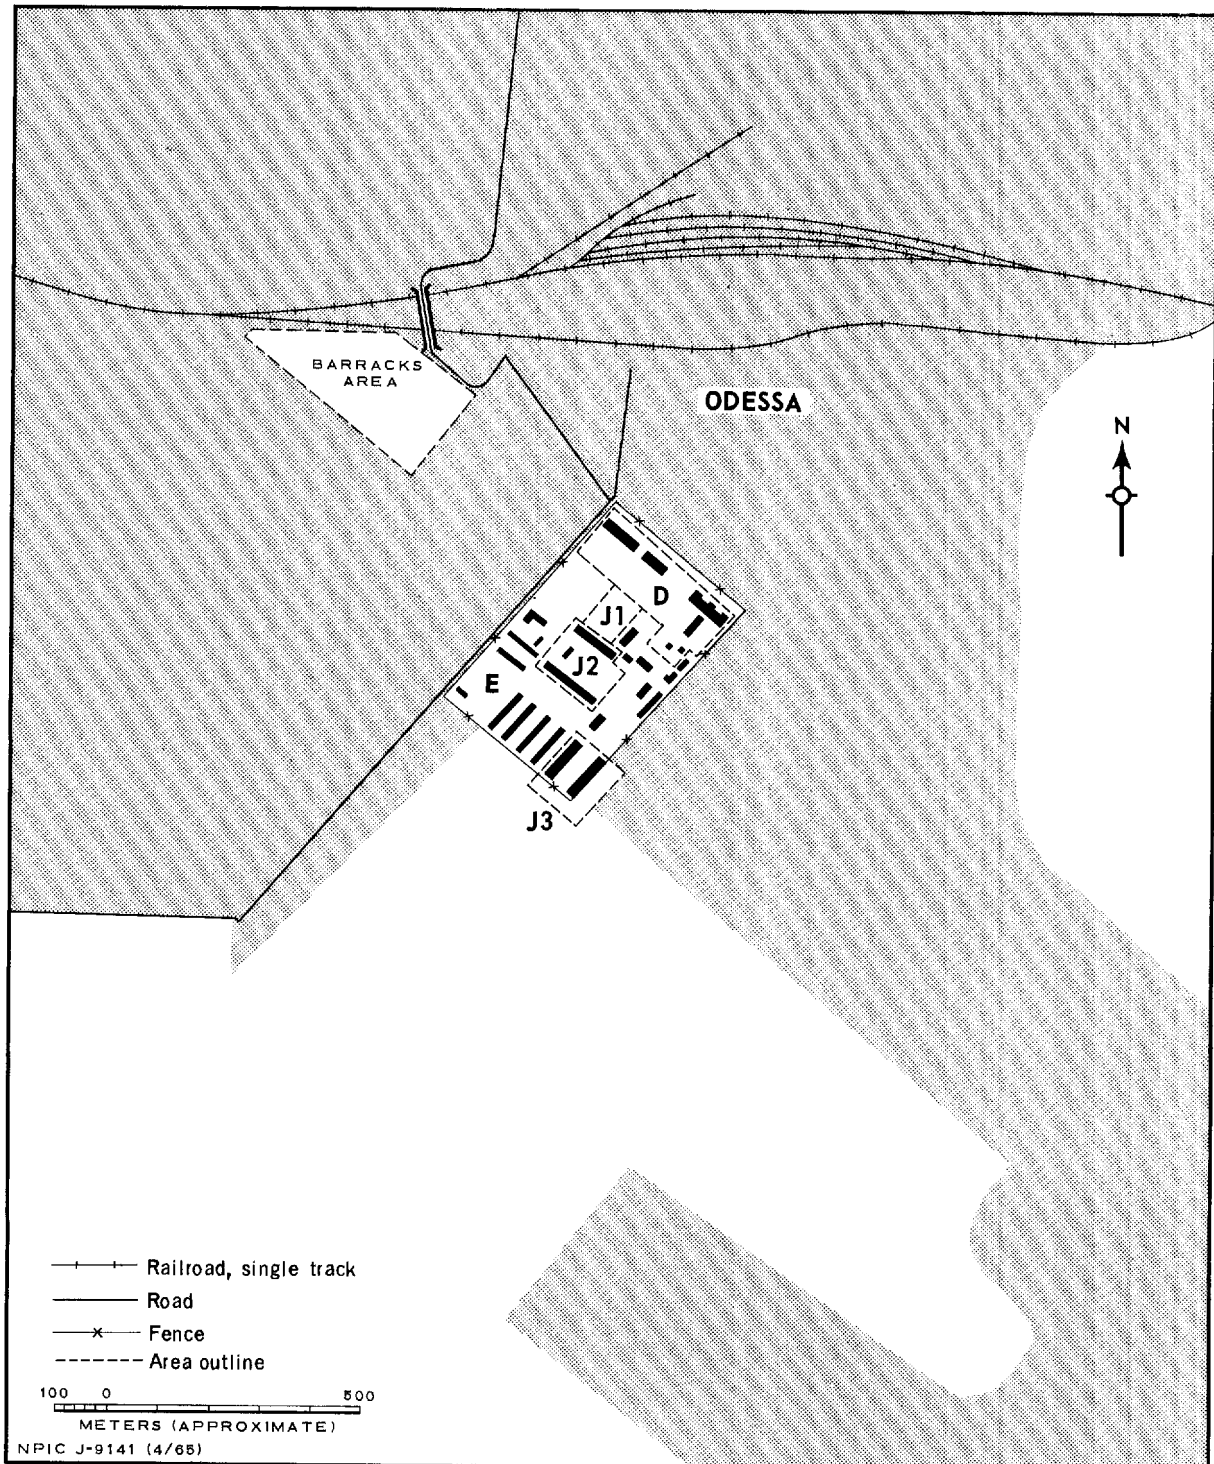 BARRACKS
AREA
ODESSA
N
D
J1
J2
E
J3
Railroad, single track
Road
Fence
Area outline
100 0 500
METERS (APPROXIMATE)
NPIC J-9141 (4/65)